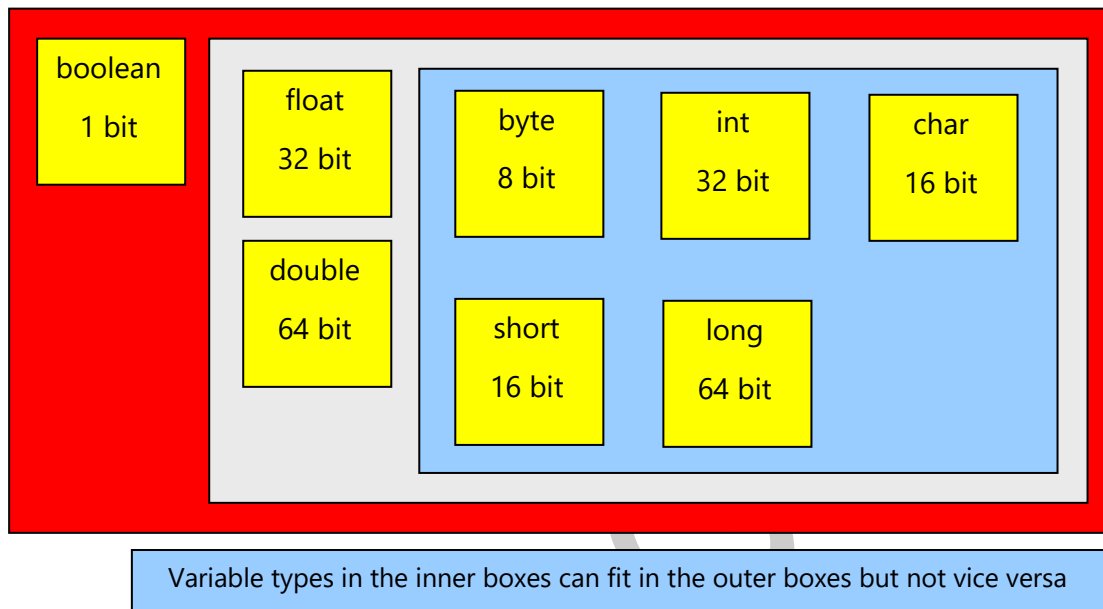 boolean
1 bit
float
32 bit
double
64 bit
byte
8 bit
int
32 bit
char
16 bit
short
16 bit
long
64 bit
Variable types in the inner boxes can fit in the outer boxes but not vice versa